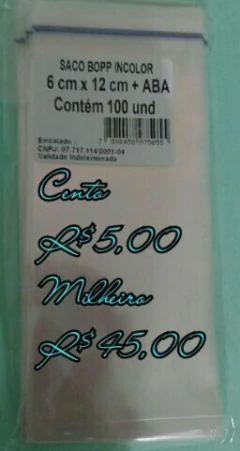 SACO BOPP INCOLOR
6 cm x 12 cm + ABA
Contém 100 und
Embalado :
CNPJ: 07.717.114/0001-04
Validade Indeterminada
Cento
R$5,00
Milheiro
R$45,00